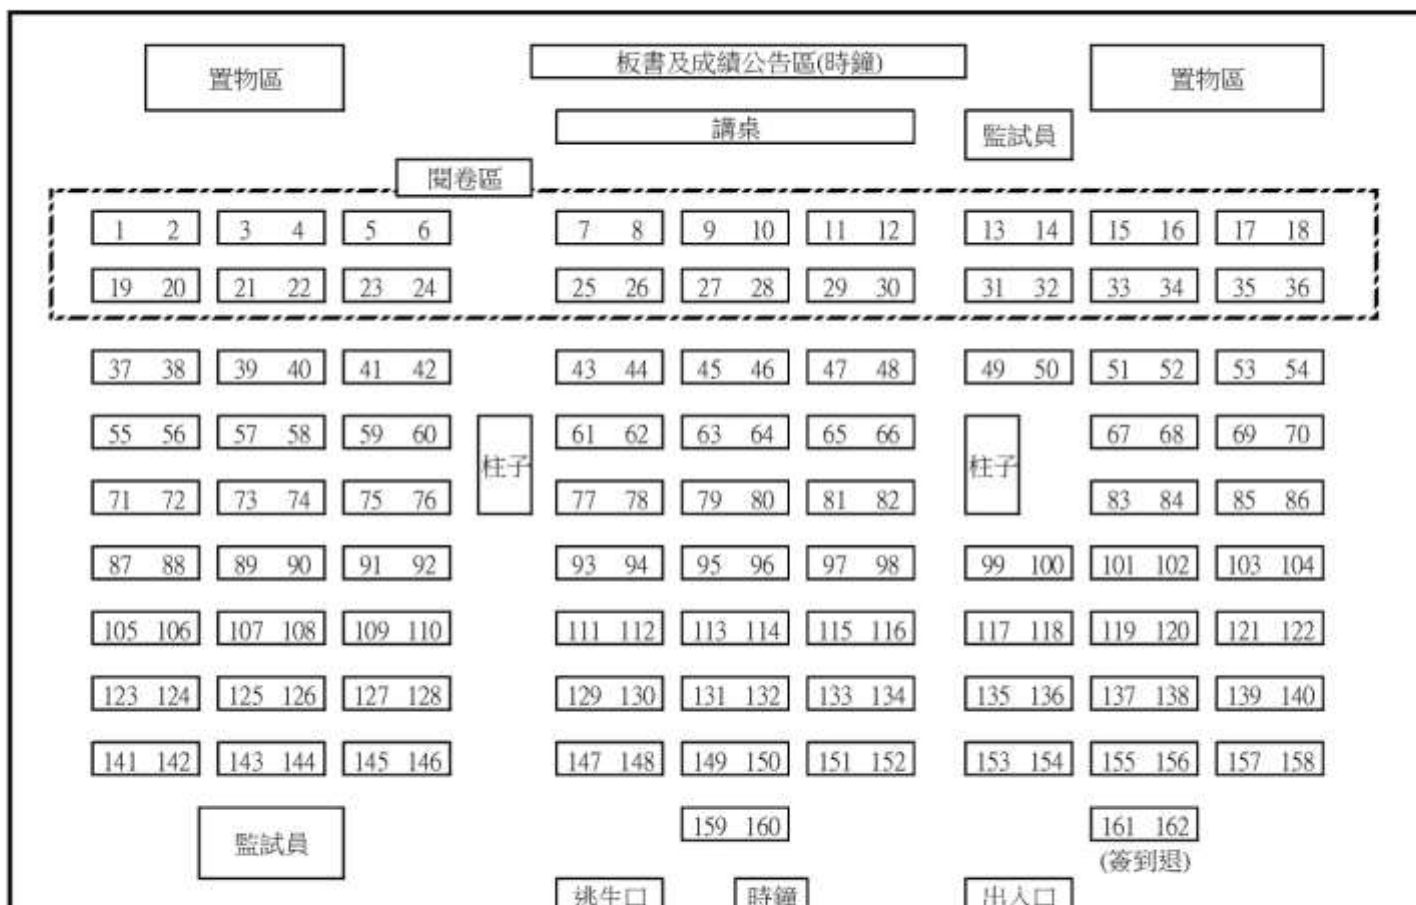 板書及成績公告區(時鐘)
置物區 置物區
講桌 監試員
閱卷區
1 2 3 4 5 6 7 8 9 10 11 12 13 14 15 16 17 18
19 20 21 22 23 24 25 26 27 28 29 30 31 32 33 34 35 36
37 38 39 40 41 42 43 44 45 46 47 48 49 50 51 52 53 54
55 56 57 58 59 60 61 62 63 64 65 66 67 68 69 70
柱子 柱子
71 72 73 74 75 76 77 78 79 80 81 82 83 84 85 86
87 88 89 90 91 92 93 94 95 96 97 98 99 100 101 102 103 104
105 106 107 108 109 110 111 112 113 114 115 116 117 118 119 120 121 122
123 124 125 126 127 128 129 130 131 132 133 134 135 136 137 138 139 140
141 142 143 144 145 146 147 148 149 150 151 152 153 154 155 156 157 158
159 160 161 162
監試員 (簽到退)
逃生口 時鐘 出入口